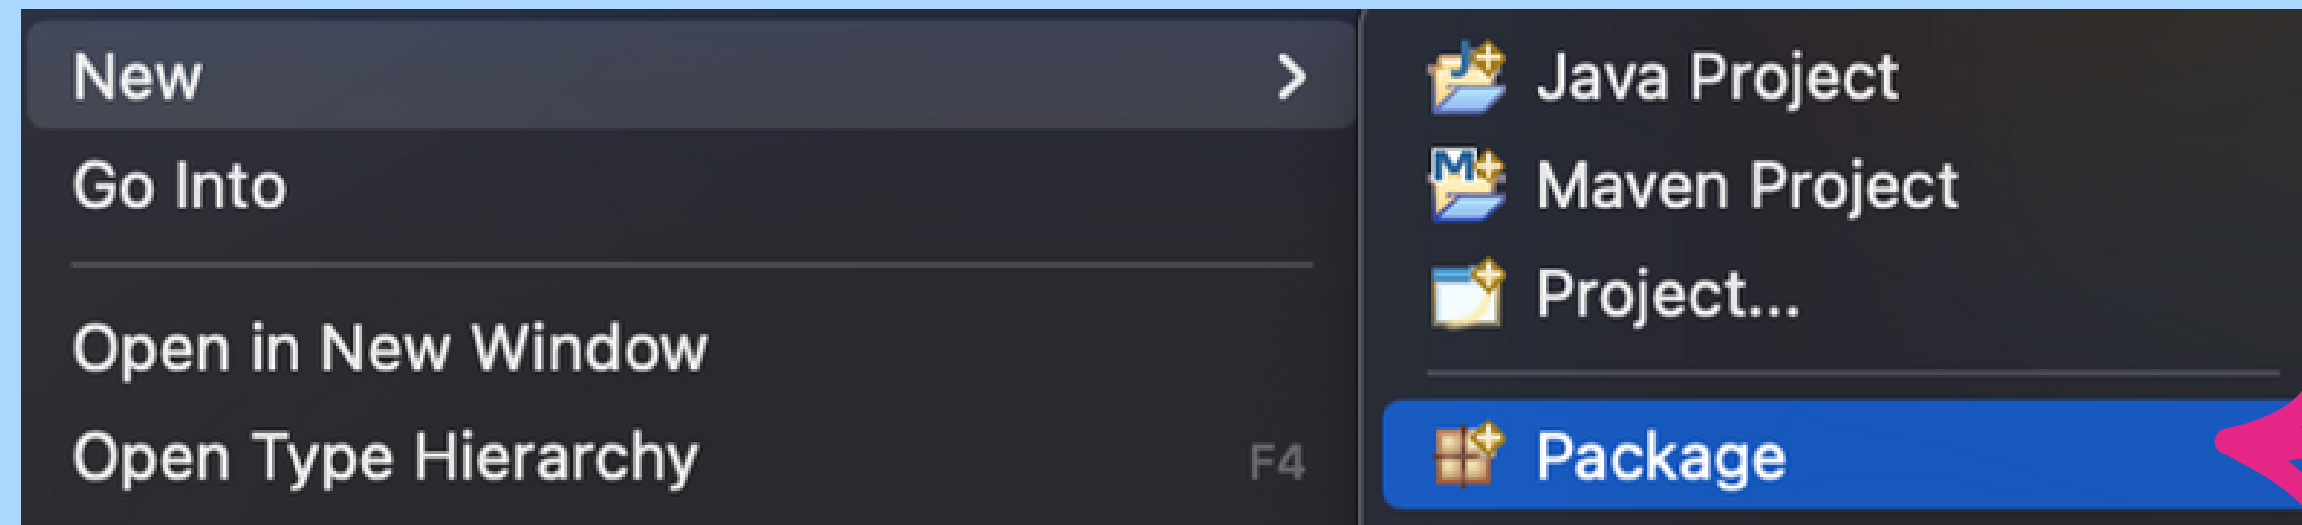 New
Go Into
Open in New Window
Open Type Hierarchy F4
Java Project
Maven Project
Project...
Package